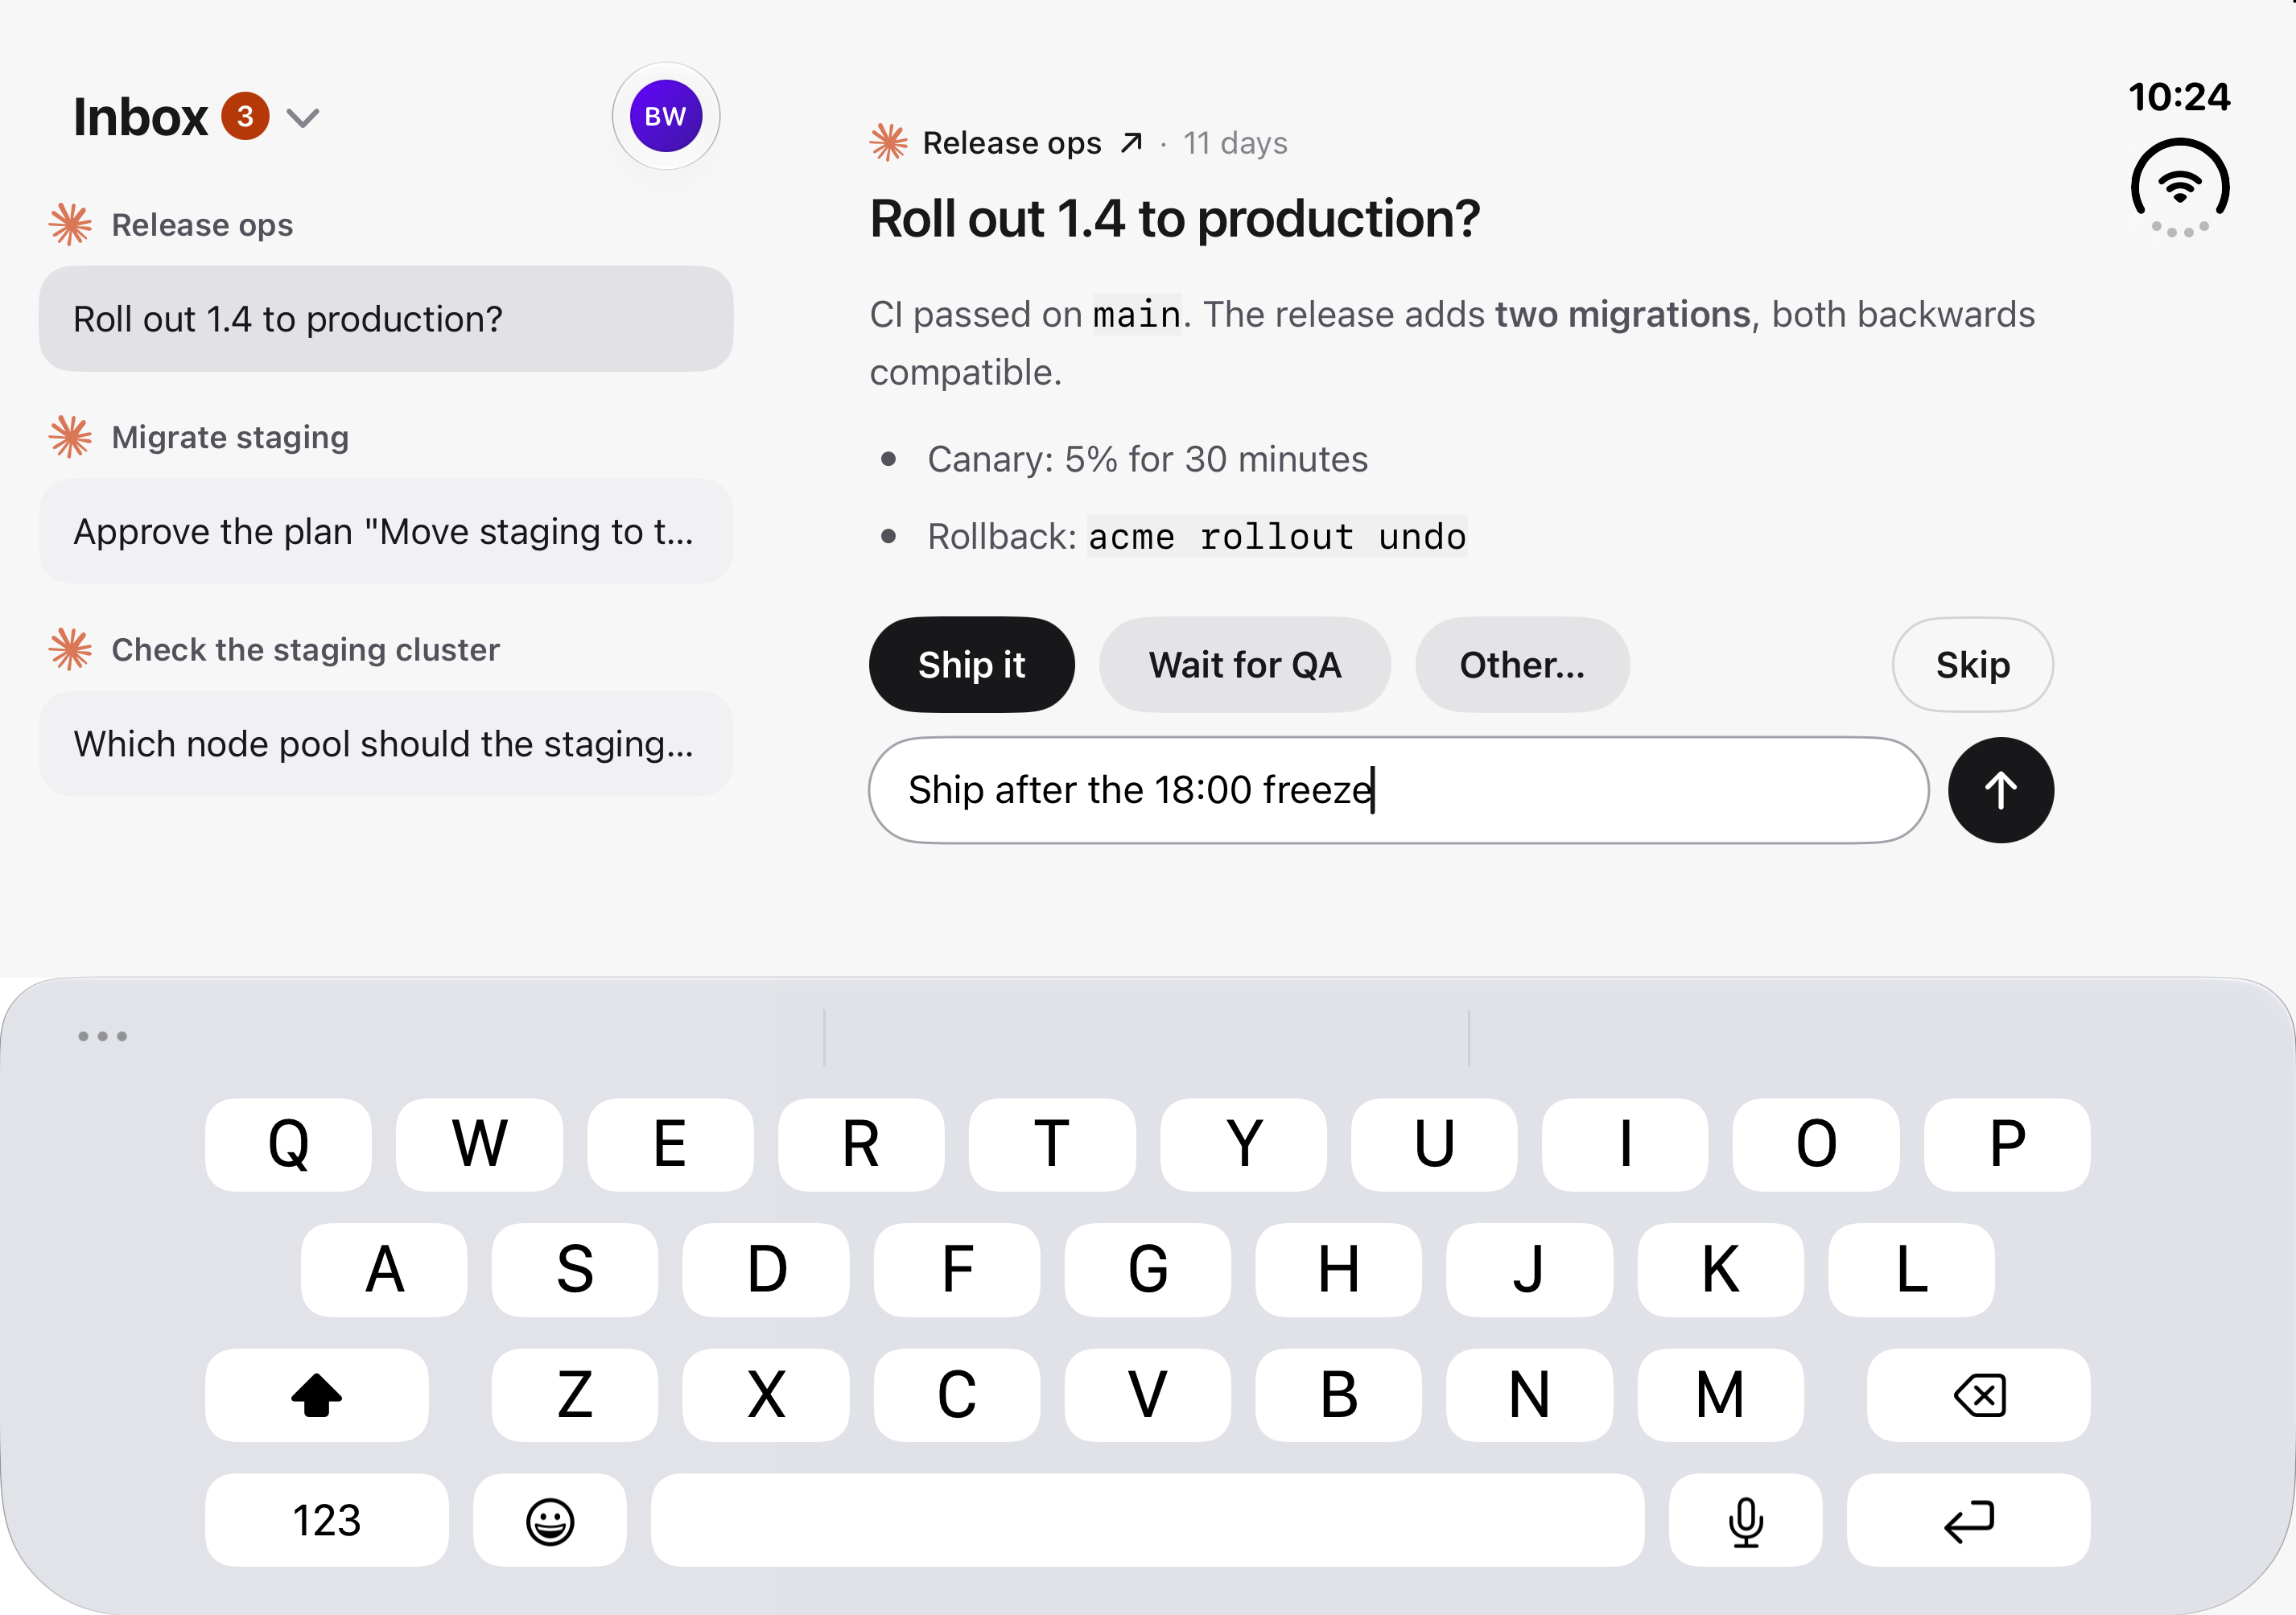 Inbox 3
BW
Release ops
Roll out 1.4 to production?
Migrate staging
Approve the plan "Move staging to t...
Check the staging cluster
Which node pool should the staging...
10:24
Release ops ↗ · 11 days
Roll out 1.4 to production?
CI passed on main. The release adds two migrations, both backwards
compatible.
• Canary: 5% for 30 minutes
• Rollback: acme rollout undo
Ship it
Wait for QA
Other...
Skip
Ship after the 18:00 freeze
Q W E R T Y U I O P
A S D F G H J K L
Z X C V B N M
123